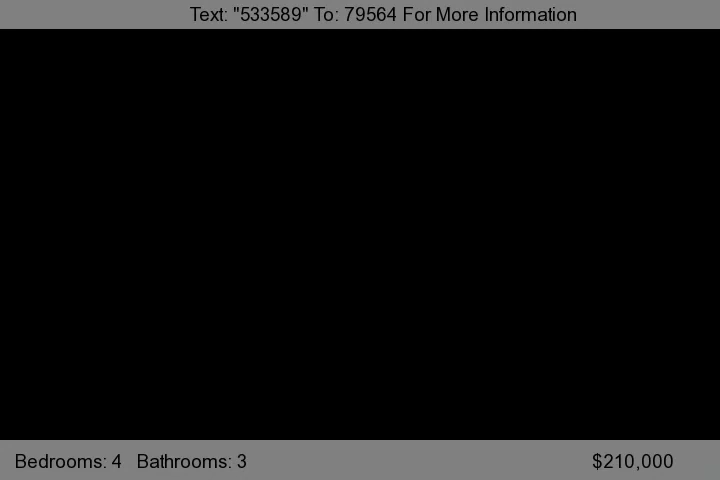 Text: "533589" To: 79564 For More Information
Bedrooms: 4 Bathrooms: 3 $210,000